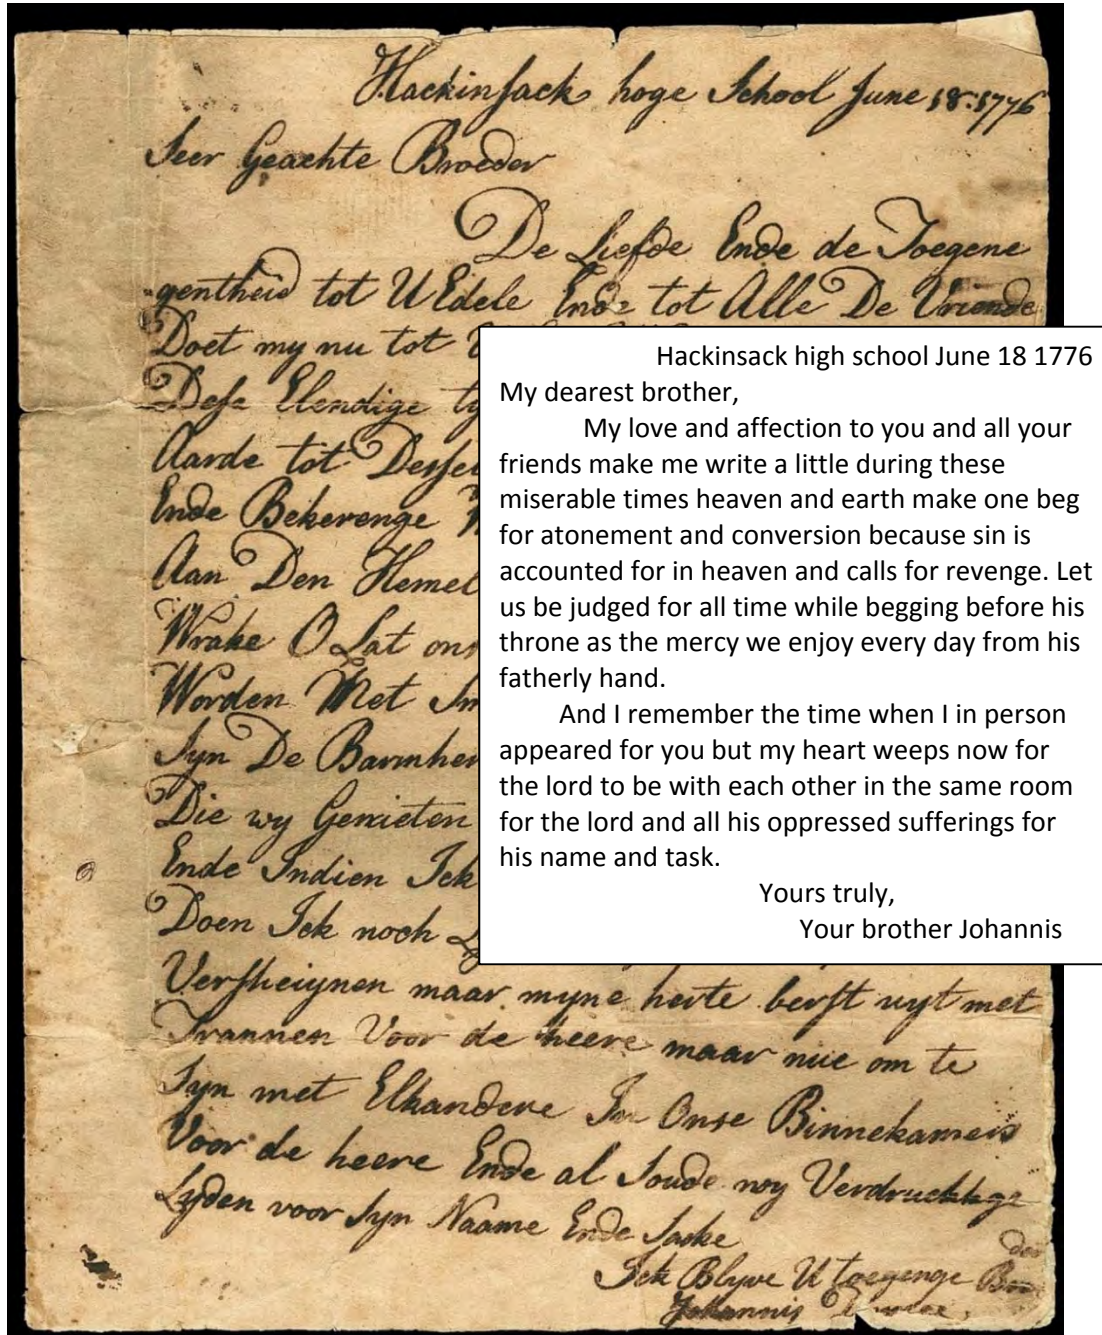 Hackinsack hoge School June 18. 1776
Seer Geachte Broeder
De Liefde Ende de Toegene
gentheid tot U Edele Ende tot Alle De Vriende
Doet my nu tot
Dese Elendige ty
Aarde tot Dessel
Ende Bekerenge
Aan Den Hemel
Wrake O Lat ons
Worden Met Sm
Syn De Barmher
Die wy Genieten
Ende Indien Ick
Doen Ick noch
Versheignen maar myne herte berst uyt met
Trannen Voor de heere maar nue om te
Syn met Elkandere In Onse Binnekamers
Voor de heere Ende al Soude wy Verdruckkge
Lyden voor Syn Naame Ende Sacke
Ick Blyve U toegenge
Johannis
Hackinsack high school June 18 1776
My dearest brother,
My love and affection to you and all your
friends make me write a little during these
miserable times heaven and earth make one beg
for atonement and conversion because sin is
accounted for in heaven and calls for revenge. Let
us be judged for all time while begging before his
throne as the mercy we enjoy every day from his
fatherly hand.
And I remember the time when I in person
appeared for you but my heart weeps now for
the lord to be with each other in the same room
for the lord and all his oppressed sufferings for
his name and task.
Yours truly,
Your brother Johannis